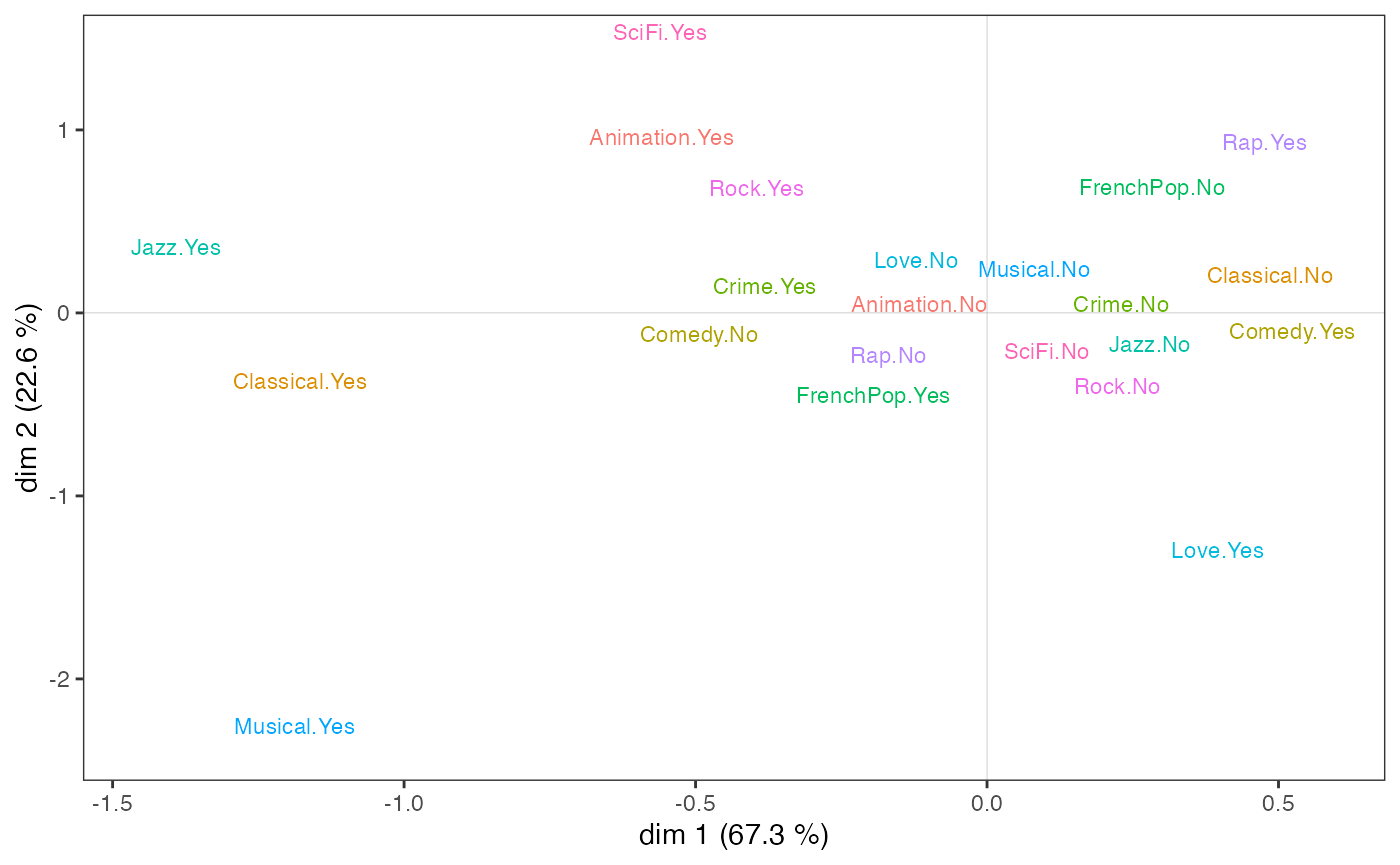 SciFi.Yes
1
Animation.Yes
Rap.Yes
Rock.Yes
FrenchPop.No
Jazz.Yes
Love.No
Musical.No
Classical.No
Crime.Yes
Animation.No
Crime.No
0
Comedy.No
Comedy.Yes
Rap.No
SciFi.No
Jazz.No
Classical.Yes
Rock.No
FrenchPop.Yes
dim 2 (22.6 %)
-1
Love.Yes
-2
Musical.Yes
-1.5 -1.0 -0.5 0.0 0.5
dim 1 (67.3 %)